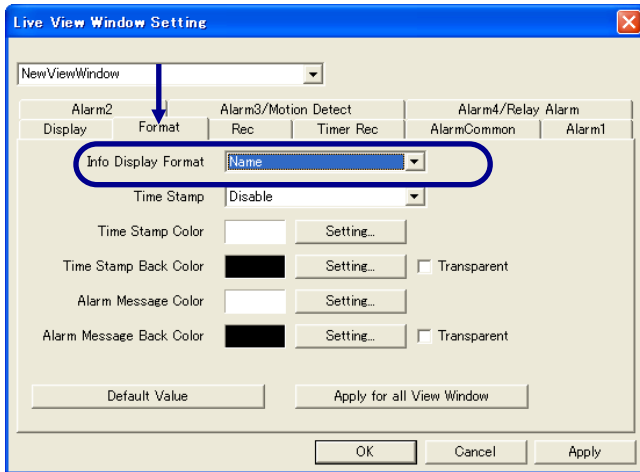 Live View Window Setting
NewViewWindow
Alarm2 Alarm3/Motion Detect Alarm4/Relay Alarm
Display Format Rec Timer Rec AlarmCommon Alarm1
Info Display Format Name
Time Stamp Disable
Time Stamp Color Setting...
Time Stamp Back Color Setting... Transparent
Alarm Message Color Setting...
Alarm Message Back Color Setting... Transparent
Default Value Apply for all View Window
OK Cancel Apply